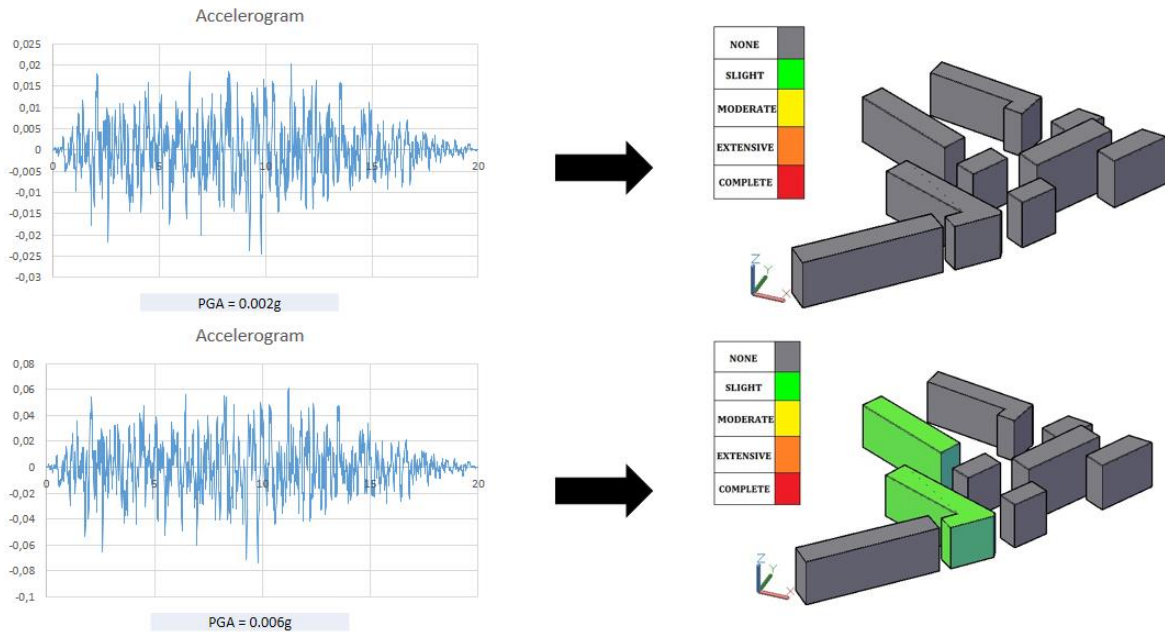 Accelerogram
0,025
0,02
0,015
0,01
0,005
0
-0,005
-0,01
-0,015
-0,02
-0,025
-0,03
0 5 10 15 20
PGA = 0.002g
NONE
SLIGHT
MODERATE
EXTENSIVE
COMPLETE
Z
Y
X
Accelerogram
0,08
0,06
0,04
0,02
0
-0,02
-0,04
-0,06
-0,08
-0,1
0 5 10 15 20
PGA = 0.006g
NONE
SLIGHT
MODERATE
EXTENSIVE
COMPLETE
Z
Y
X